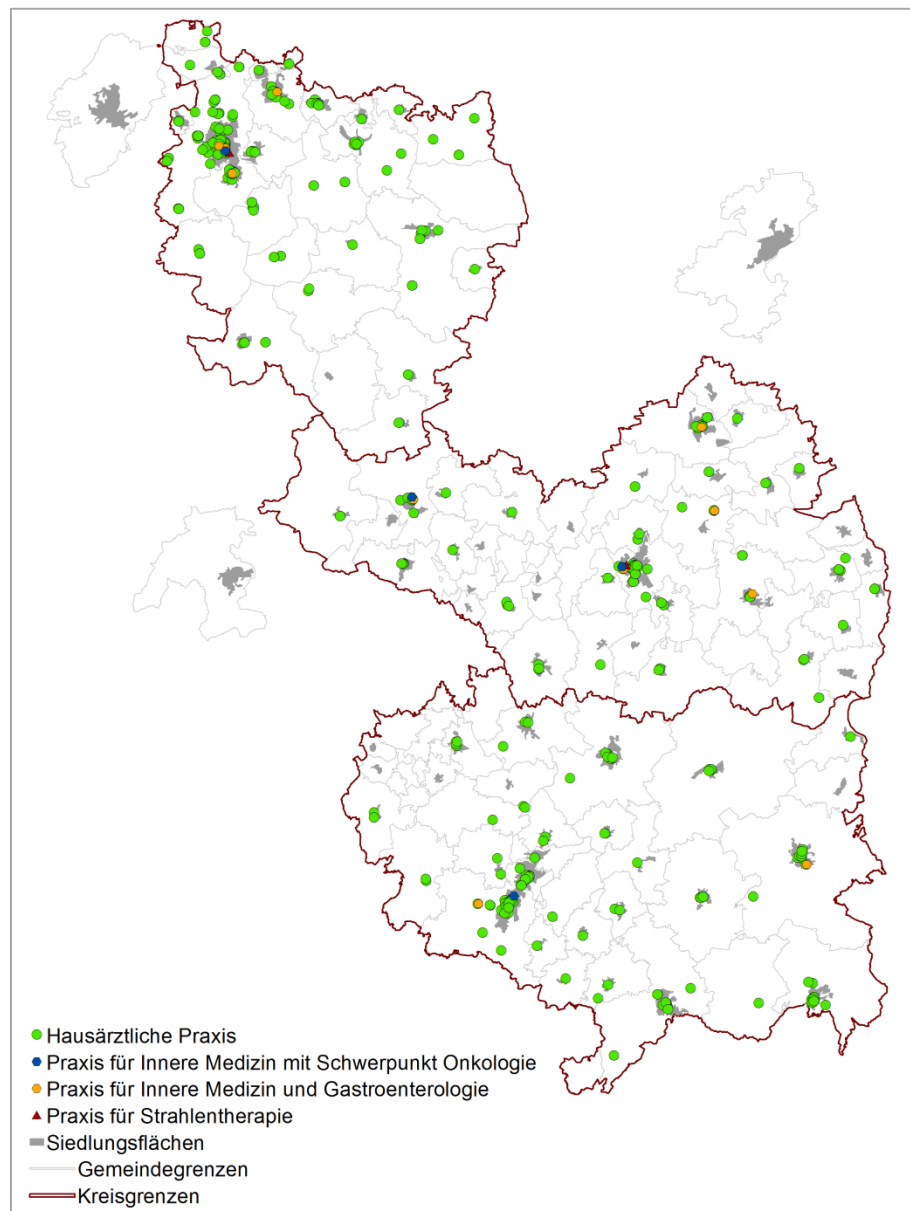 Hausärztliche Praxis
Praxis für Innere Medizin mit Schwerpunkt Onkologie
Praxis für Innere Medizin und Gastroenterologie
Praxis für Strahlentherapie
Siedlungsflächen
Gemeindegrenzen
Kreisgrenzen